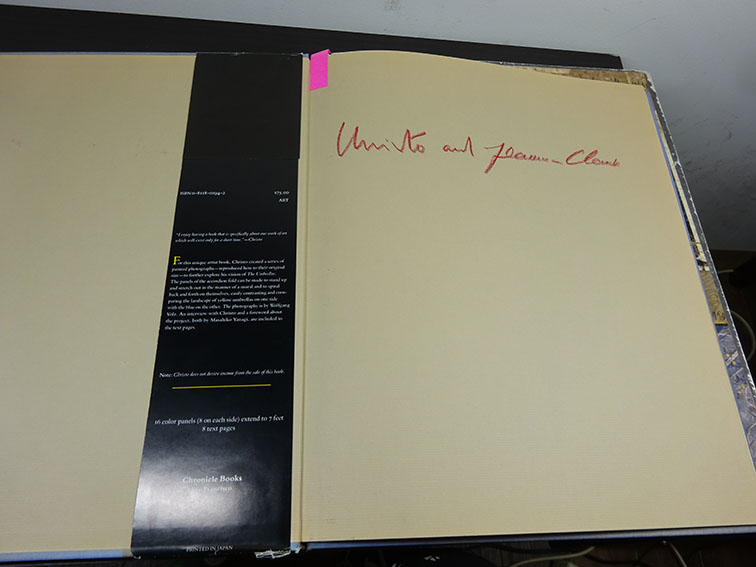 ISBN 0-8118-0194-2 $75.00
ART
"I enjoy having a book that is specifically about our work of art
which will exist only for a short time." —Christo
For this unique artist book, Christo created a series of
painted photographs—reproduced here to their original
size—to further explore his vision of The Umbrellas.
The panels of the accordion fold can be made to stand up
and stretch out in the manner of a mural and to spiral
back and forth on themselves, easily contrasting and com-
paring the landscape of yellow umbrellas on one side
with the blue on the other. The photography is by Wolfgang
Volz. An interview with Christo and a foreword about
the project, both by Masahiko Yanagi, are included in
the text pages.
Note: Christo does not derive income from the sale of this book.
16 color panels (8 on each side) extend to 7 feet
8 text pages
Chronicle Books
San Francisco
PRINTED IN JAPAN
Christo and Jeanne-Claude